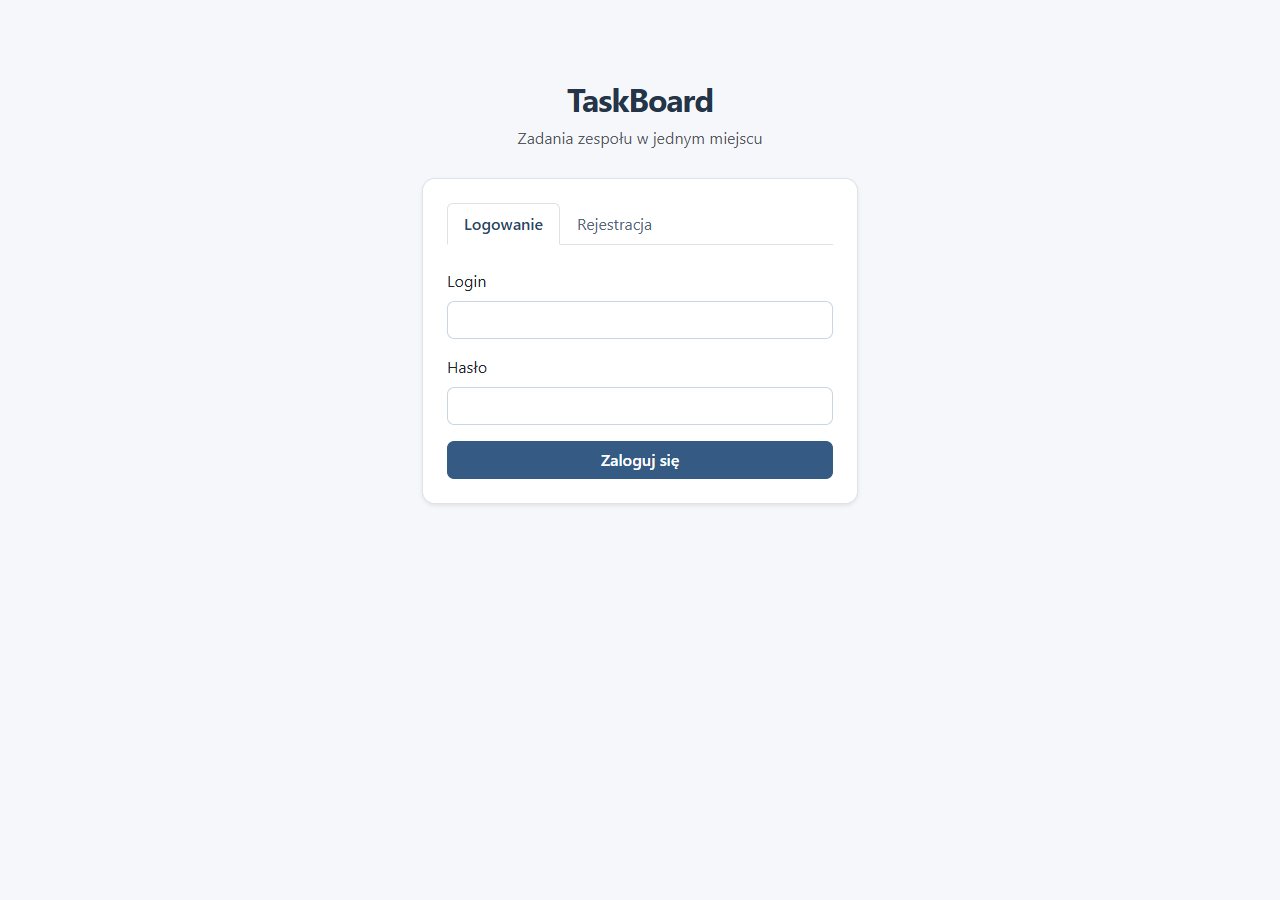 TaskBoard
Zadania zespołu w jednym miejscu
Logowanie Rejestracja
Login
Hasło
Zaloguj się